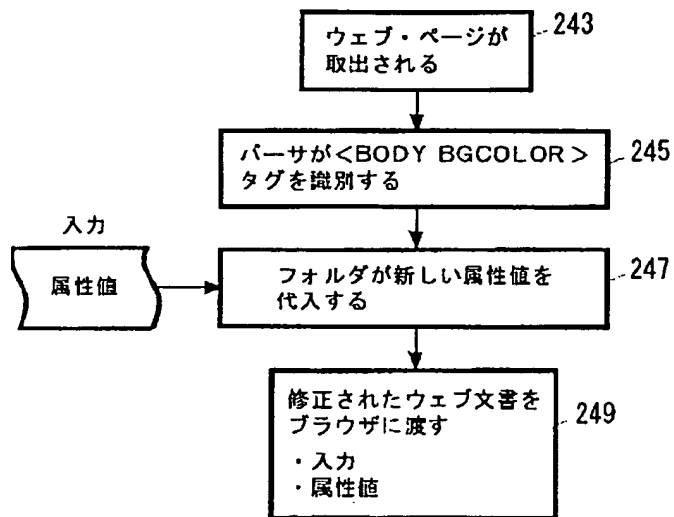 ウェブ・ページが
取出される
243
パーサが<BODY BGCOLOR>
タグを識別する
245
入力
属性値
フォルダが新しい属性値を
代入する
247
修正されたウェブ文書を
ブラウザに渡す
・入力
・属性値
249